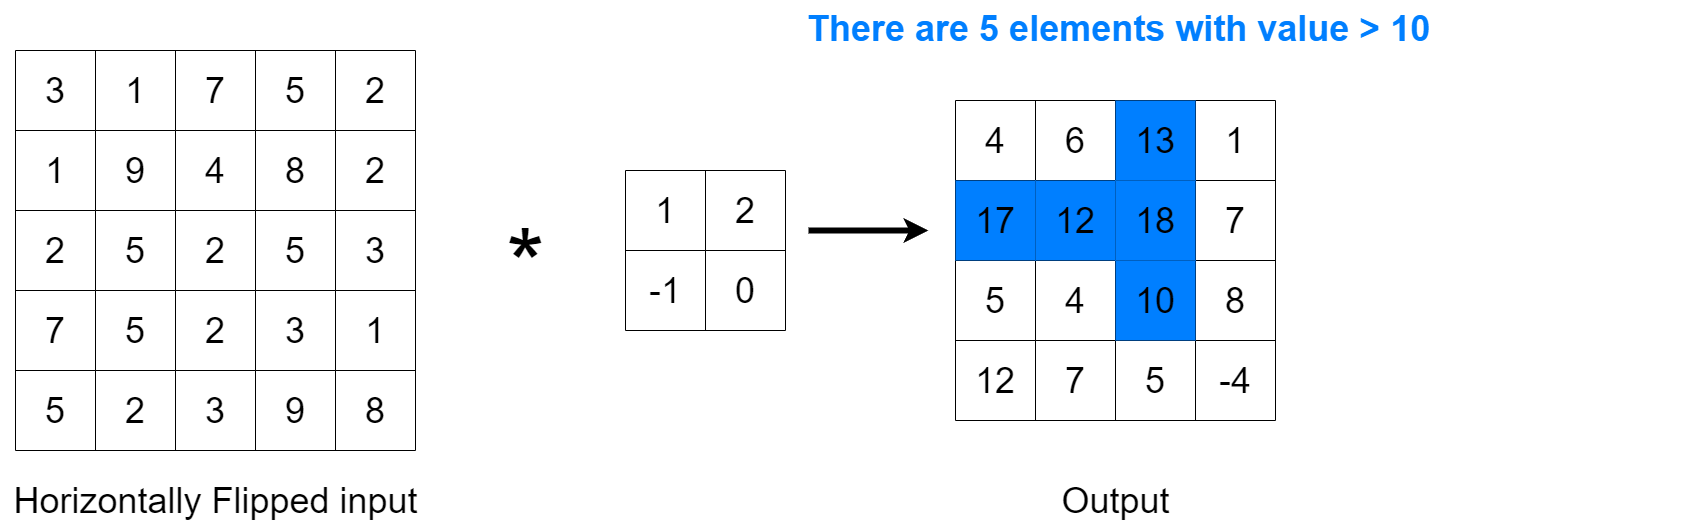 There are 5 elements with value > 10
3 1 7 5 2
1 9 4 8 2
2 5 2 5 3
7 5 2 3 1
5 2 3 9 8
*
1 2
-1 0
4 6 13 1
17 12 18 7
5 4 10 8
12 7 5 -4
Horizontally Flipped input
Output